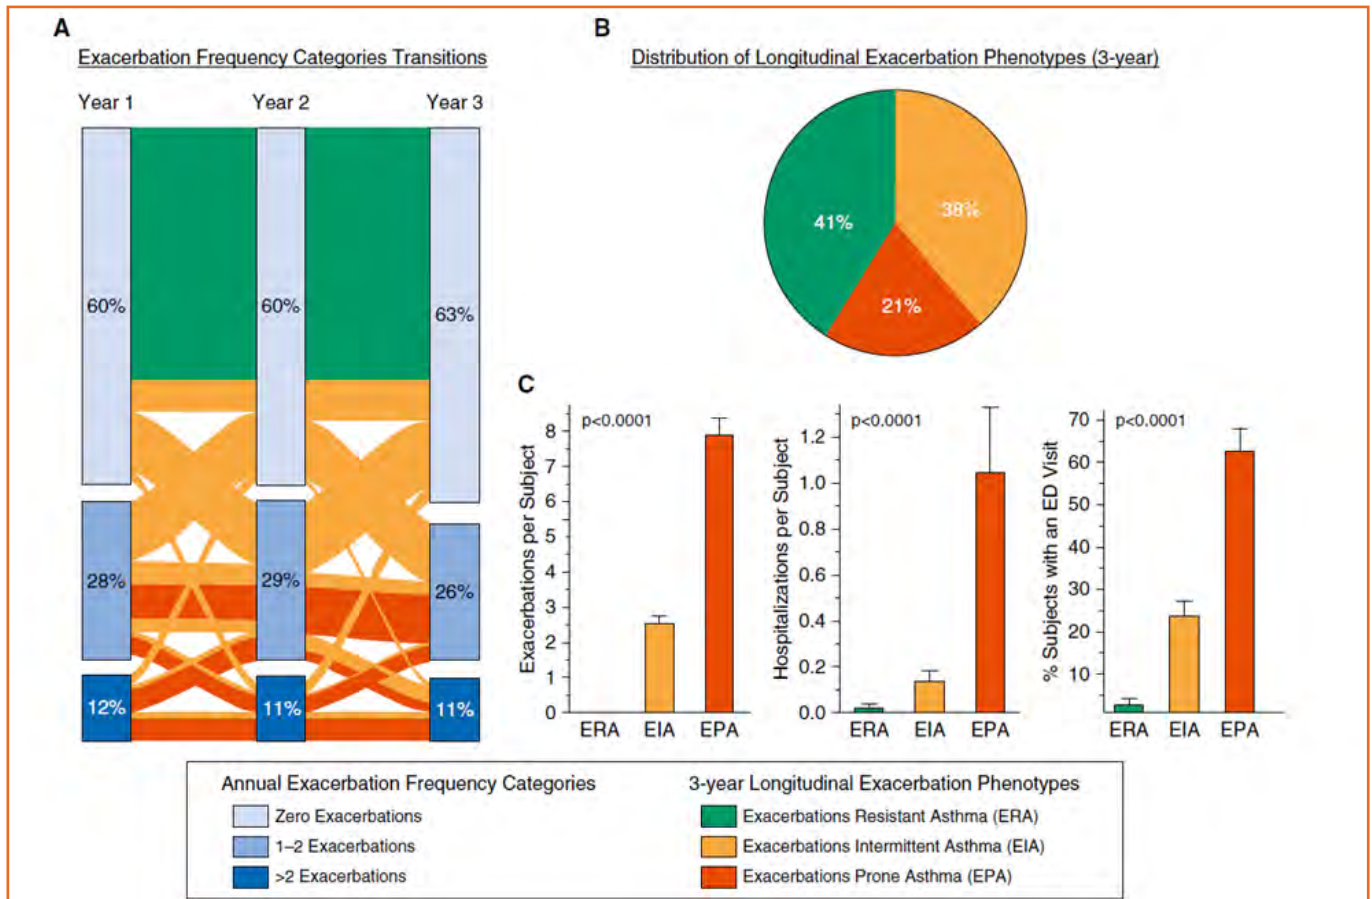 A
Exacerbation Frequency Categories Transitions
Year 1 Year 2 Year 3
60% 60% 63%
28% 29% 26%
12% 11% 11%
B
Distribution of Longitudinal Exacerbation Phenotypes (3-year)
41% 38%
21%
C
p<0.0001
Exacerbations per Subject
8
7
6
5
4
3
2
1
0
ERA EIA EPA
p<0.0001
Hospitalizations per Subject
1.2
1.0
0.8
0.6
0.4
0.2
0.0
ERA EIA EPA
p<0.0001
% Subjects with an ED Visit
70
60
50
40
30
20
10
ERA EIA EPA
Annual Exacerbation Frequency Categories
Zero Exacerbations
1–2 Exacerbations
>2 Exacerbations
3-year Longitudinal Exacerbation Phenotypes
Exacerbations Resistant Asthma (ERA)
Exacerbations Intermittent Asthma (EIA)
Exacerbations Prone Asthma (EPA)